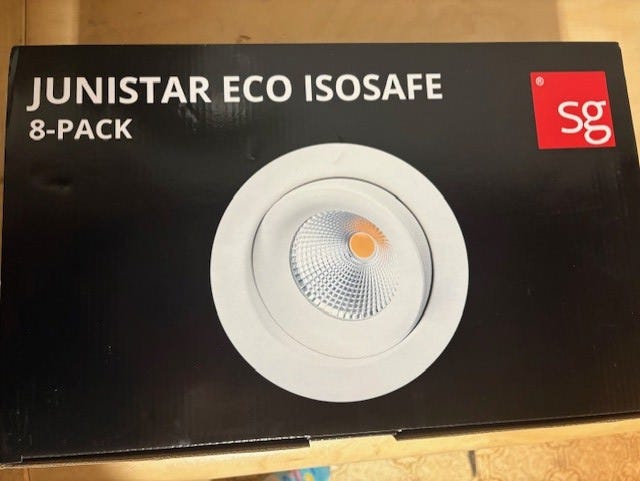 JUNISTAR ECO ISOSAFE
8-PACK
® sg